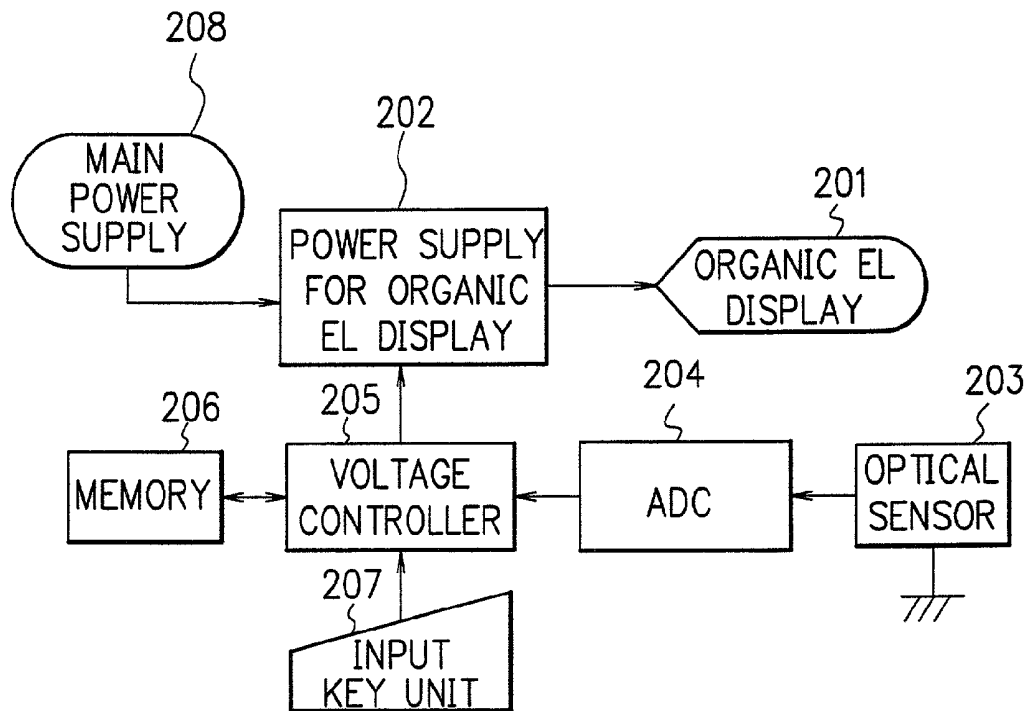 208
MAIN
POWER
SUPPLY
202
POWER SUPPLY
FOR ORGANIC
EL DISPLAY
201
ORGANIC EL
DISPLAY
206
MEMORY
205
VOLTAGE
CONTROLLER
204
ADC
203
OPTICAL
SENSOR
207
INPUT
KEY UNIT